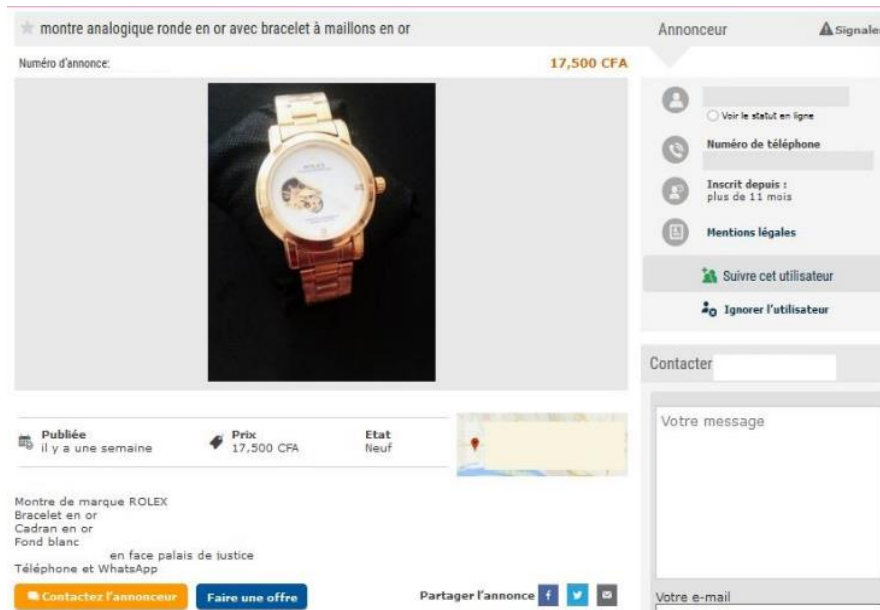 montre analogique ronde en or avec bracelet à maillons en or
Numéro d'annonce:
17,500 CFA
ROLEX
Publiée
il y a une semaine
Prix
17,500 CFA
Etat
Neuf
Montre de marque ROLEX
Bracelet en or
Cadran en or
Fond blanc
en face palais de justice
Téléphone et WhatsApp
Contactez l'annonceur
Faire une offre
Partager l'annonce
Annonceur
Signaler
Voir le statut en ligne
Numéro de téléphone
Inscrit depuis :
plus de 11 mois
Mentions légales
Suivre cet utilisateur
Ignorer l'utilisateur
Contacter
Votre message
Votre e-mail